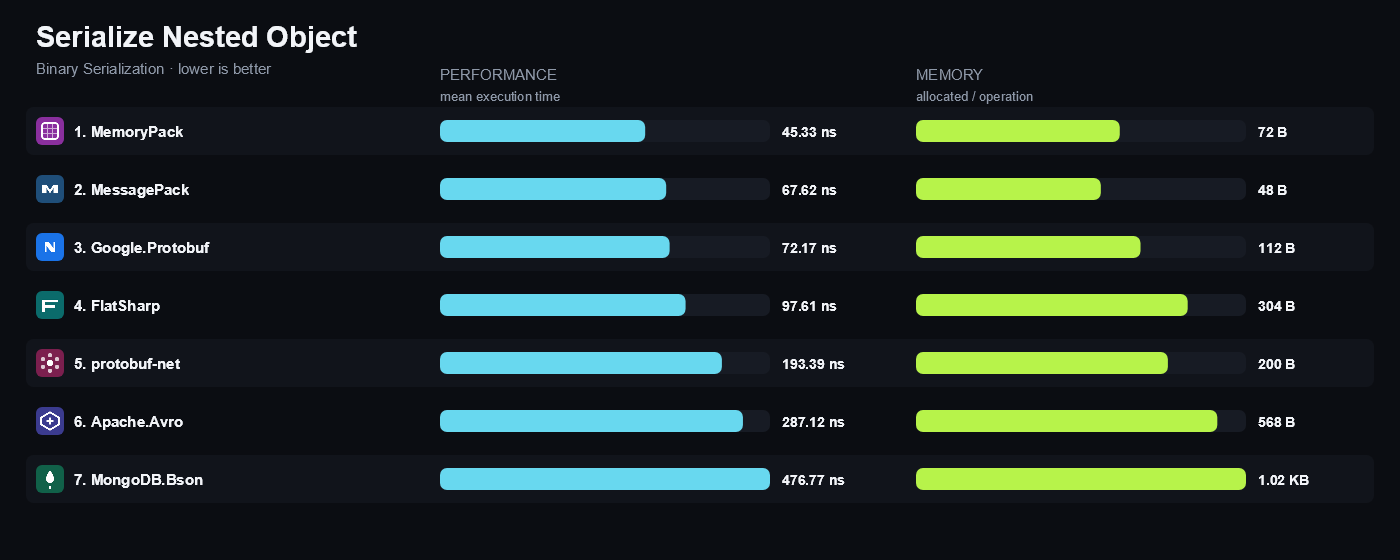 Serialize Nested Object
Binary Serialization · lower is better
PERFORMANCE
mean execution time
MEMORY
allocated / operation
1. MemoryPack 45.33 ns 72 B
2. MessagePack 67.62 ns 48 B
3. Google.Protobuf 72.17 ns 112 B
4. FlatSharp 97.61 ns 304 B
5. protobuf-net 193.39 ns 200 B
6. Apache.Avro 287.12 ns 568 B
7. MongoDB.Bson 476.77 ns 1.02 KB